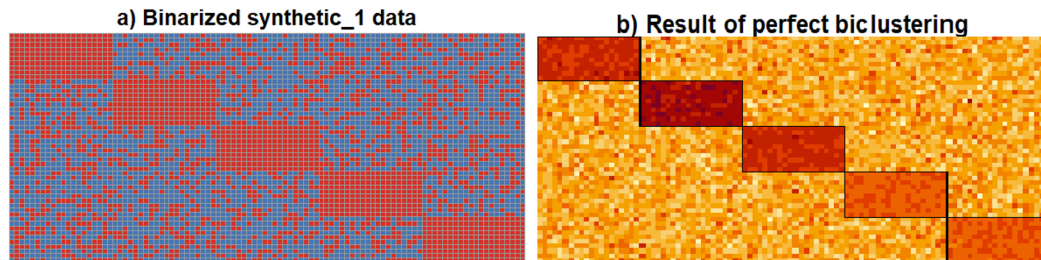 a) Binarized synthetic_1 data
b) Result of perfect biclustering